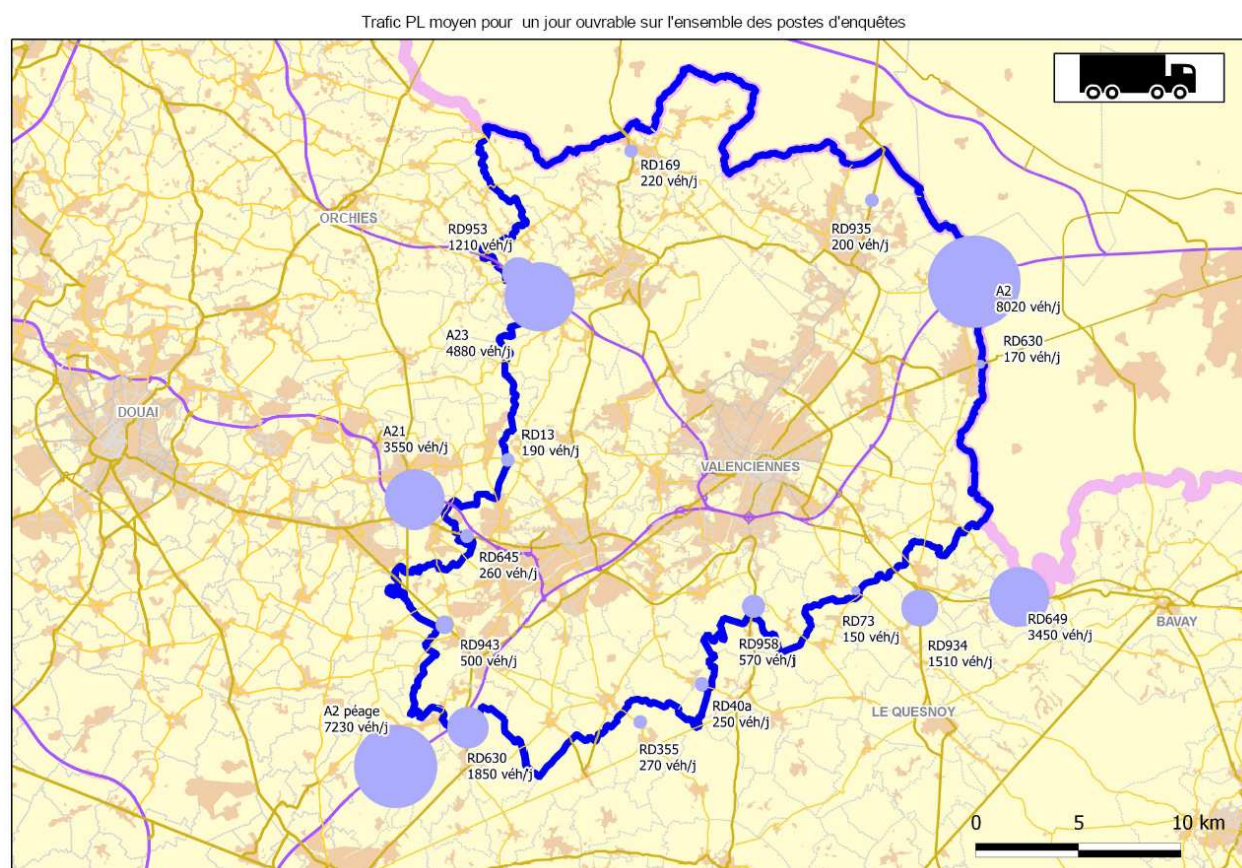 Trafic PL moyen pour  un jour ouvrable sur l'ensemble des postes d'enquêtes
RD169
220 véh/j
ORCHIES
RD953
1210 véh/j
RD935
200 véh/j
A2
8020 véh/j
A23
4880 véh/j
RD630
170 véh/j
DOUAI
A21
3550 véh/j
RD13
190 véh/j
VALENCIENNES
RD645
260 véh/j
RD943
500 véh/j
RD958
570 véh/j
RD73
150 véh/j
RD934
1510 véh/j
RD649
3450 véh/j
BAVAY
A2 péage
7230 véh/j
RD630
1850 véh/j
RD355
270 véh/j
RD40a
250 véh/j
LE QUESNOY
0 5 10 km